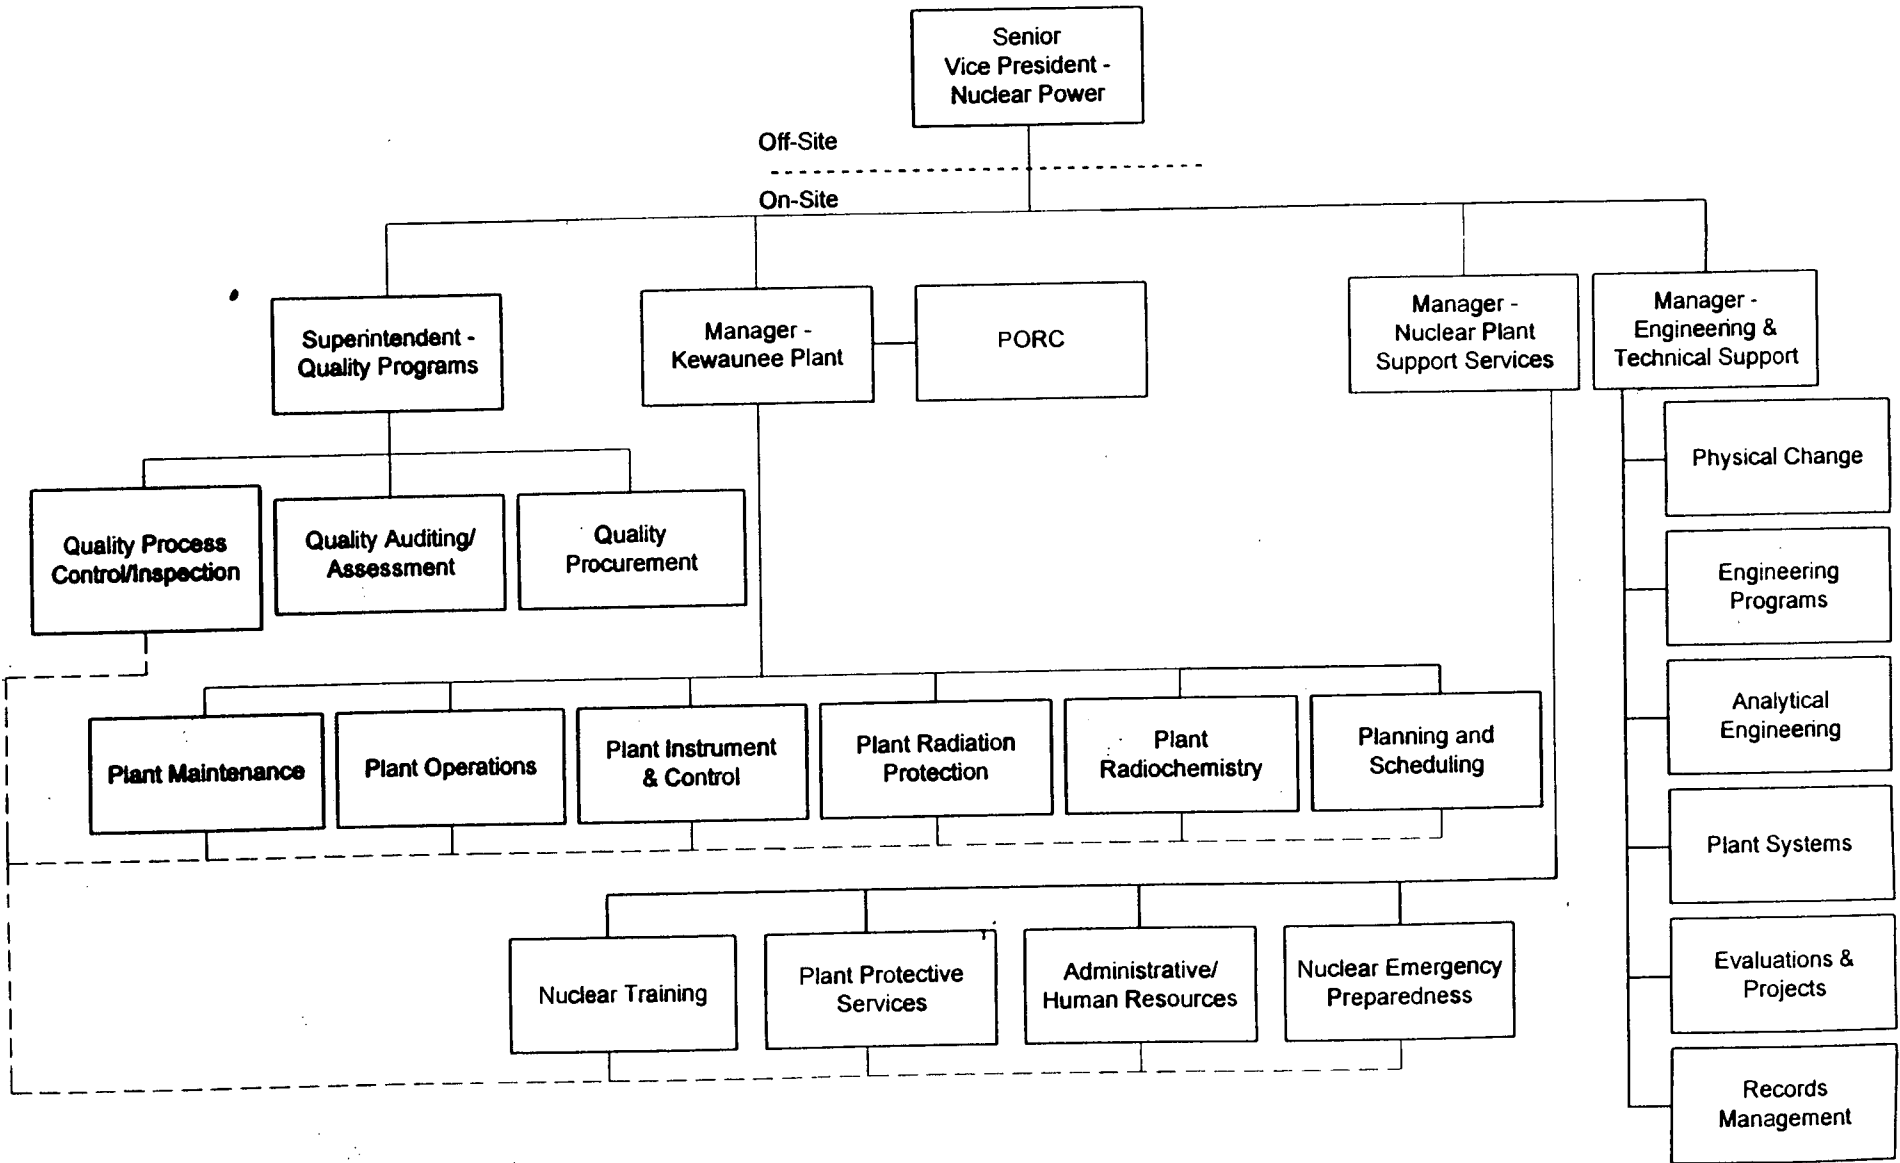 Senior
Vice President -
Nuclear Power
Off-Site
On-Site
Superintendent -
Quality Programs
Manager -
Kewaunee Plant
PORC
Manager -
Nuclear Plant
Support Services
Manager -
Engineering &
Technical Support
Quality Process
Control/Inspection
Quality Auditing/
Assessment
Quality
Procurement
Physical Change
Engineering
Programs
Analytical
Engineering
Plant Systems
Evaluations &
Projects
Records
Management
Plant Maintenance
Plant Operations
Plant Instrument
& Control
Plant Radiation
Protection
Plant
Radiochemistry
Planning and
Scheduling
Nuclear Training
Plant Protective
Services
Administrative/
Human Resources
Nuclear Emergency
Preparedness